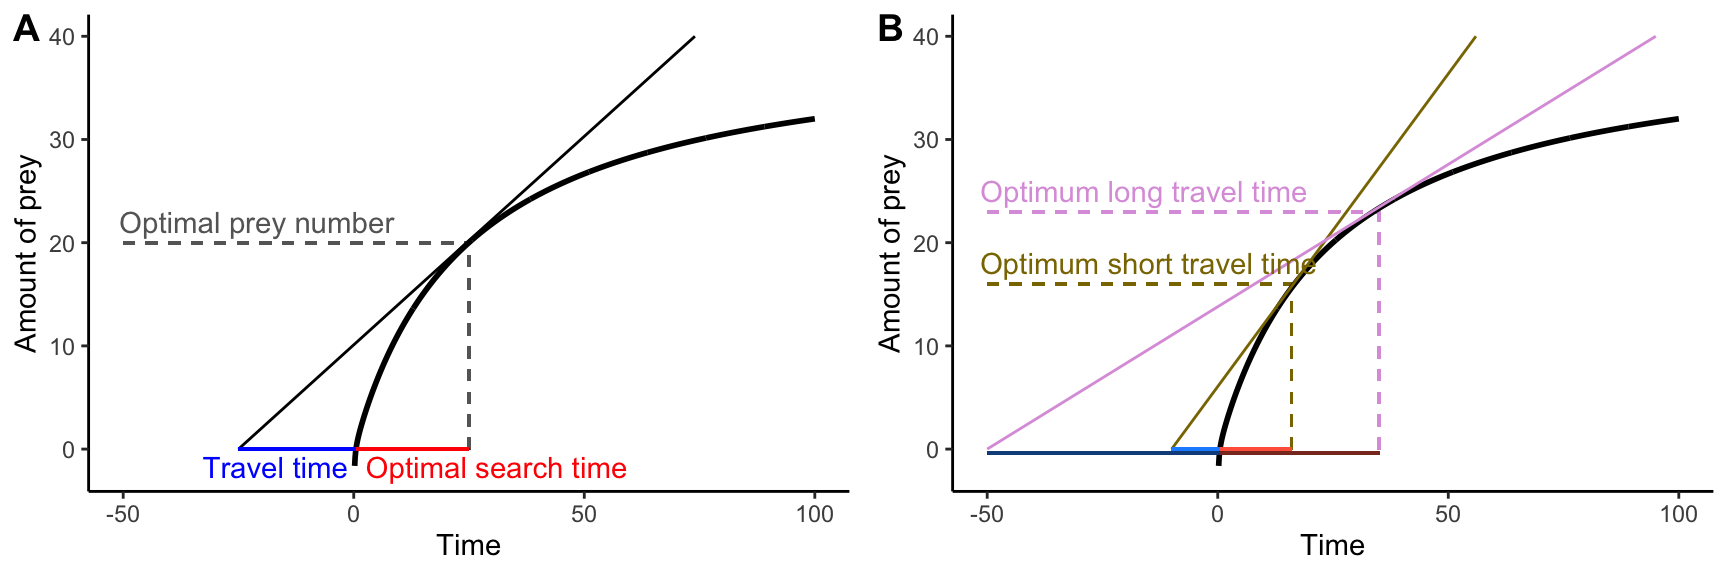 A
40
30
20
10
0
Amount of prey
Optimal prey number
Travel time
Optimal search time
-50
0
50
100
Time
B
40
30
20
10
0
Amount of prey
Optimum long travel time
Optimum short travel time
-50
0
50
100
Time